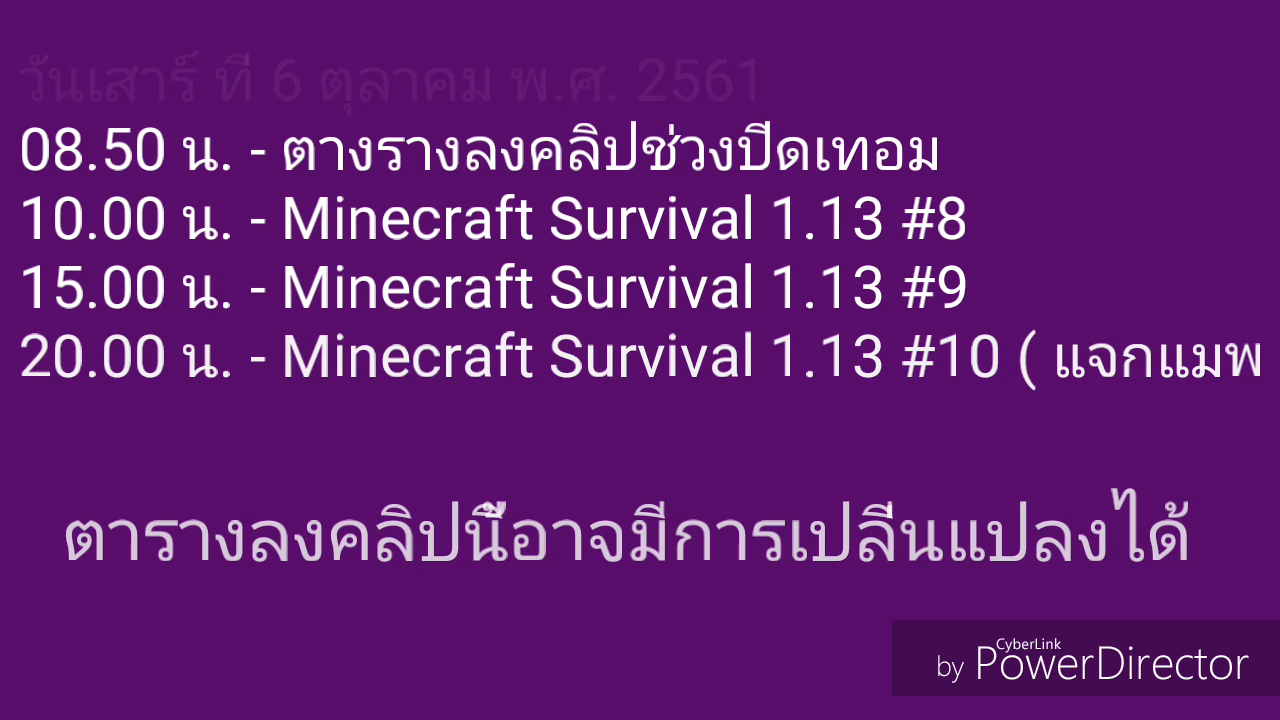 วันเสาร์ ที่ 6 ตุลาคม พ.ศ. 2561
08.50 น. - ตางรางลงคลิปช่วงปิดเทอม
10.00 น. - Minecraft Survival 1.13 #8
15.00 น. - Minecraft Survival 1.13 #9
20.00 น. - Minecraft Survival 1.13 #10 ( แจกแมพ
ตารางลงคลิปนี้อาจมีการเปลี่นแปลงได้
by CyberLink PowerDirector